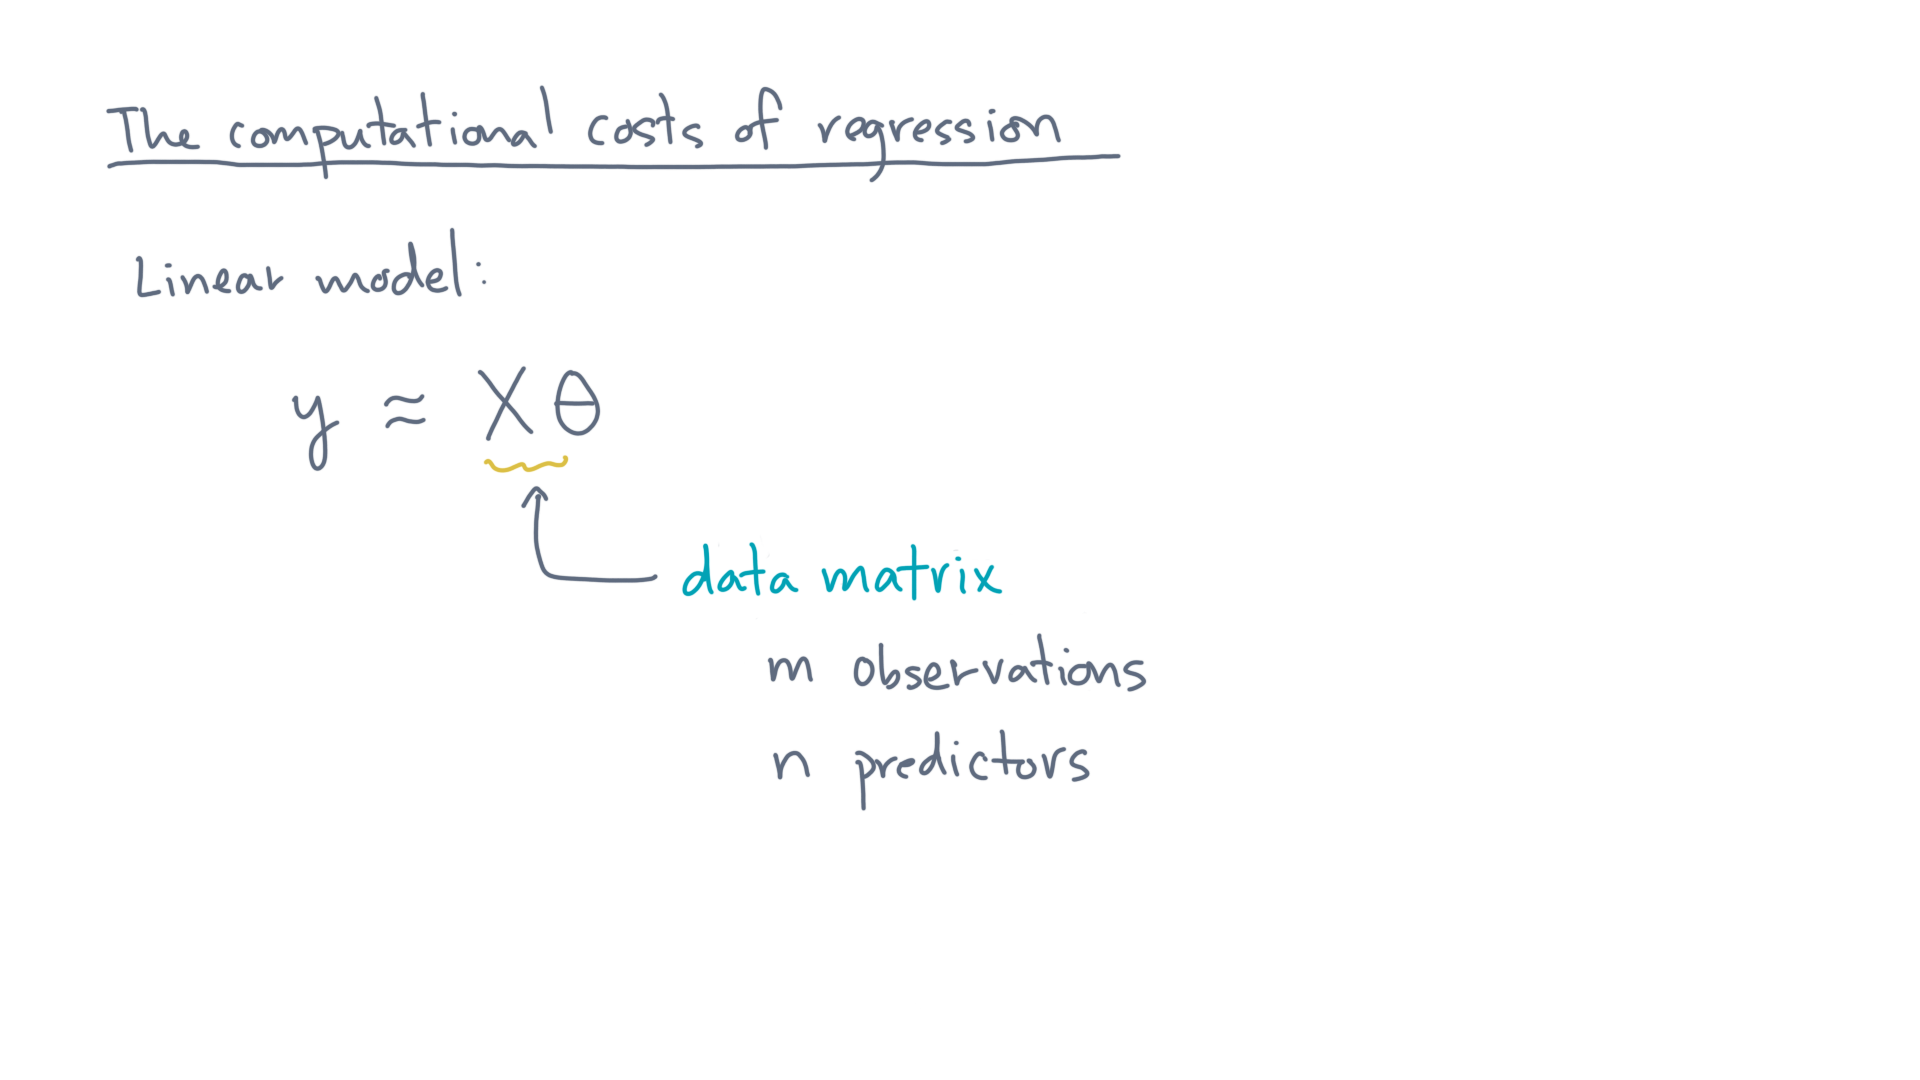 The computational costs of regression
Linear model:
y ≈ Xθ
data matrix
m observations
n predictors